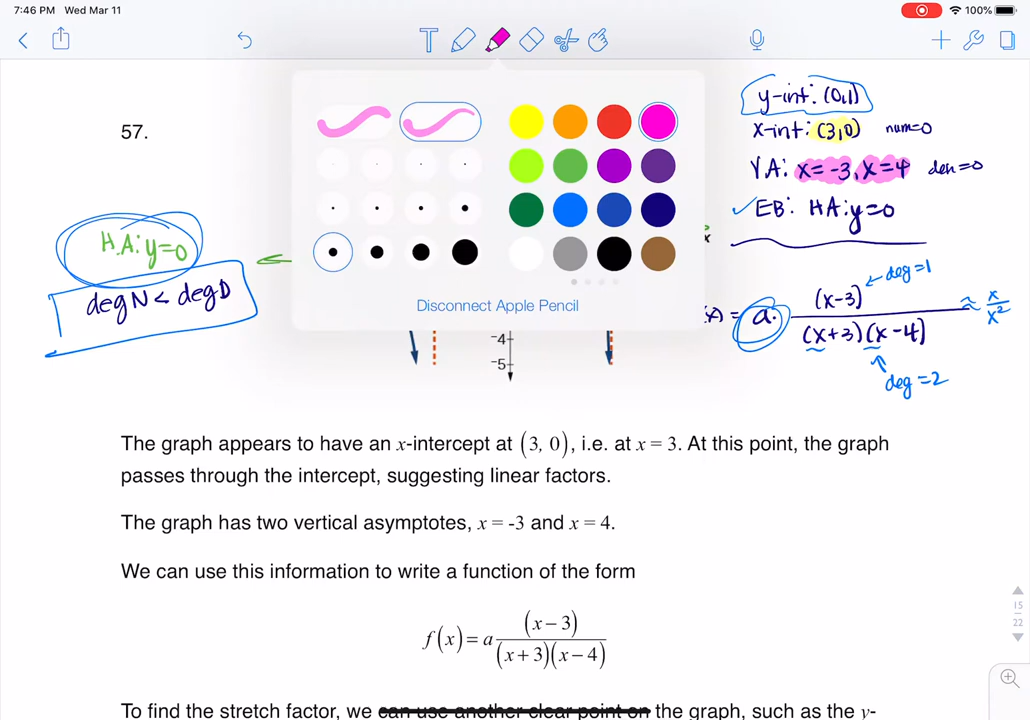 7:46 PM Wed Mar 11
100%
T
57.
y-int: (0,1)
x-int: (3,0) num=0
V.A: x=-3, x=4 den=0
✓ EB: HA: y=0
H.A: y=0
deg N < deg D
Disconnect Apple Pencil
x
(x) = a. (x-3) / (x+3)(x-4) ≈ x/x²
← deg=1
deg=2
-4
-5
The graph appears to have an x-intercept at (3, 0), i.e. at x = 3. At this point, the graph
passes through the intercept, suggesting linear factors.
The graph has two vertical asymptotes, x = -3 and x = 4.
We can use this information to write a function of the form
f(x) = a (x-3) / (x+3)(x-4)
To find the stretch factor, we can use another clear point on the graph, such as the y-
15
22